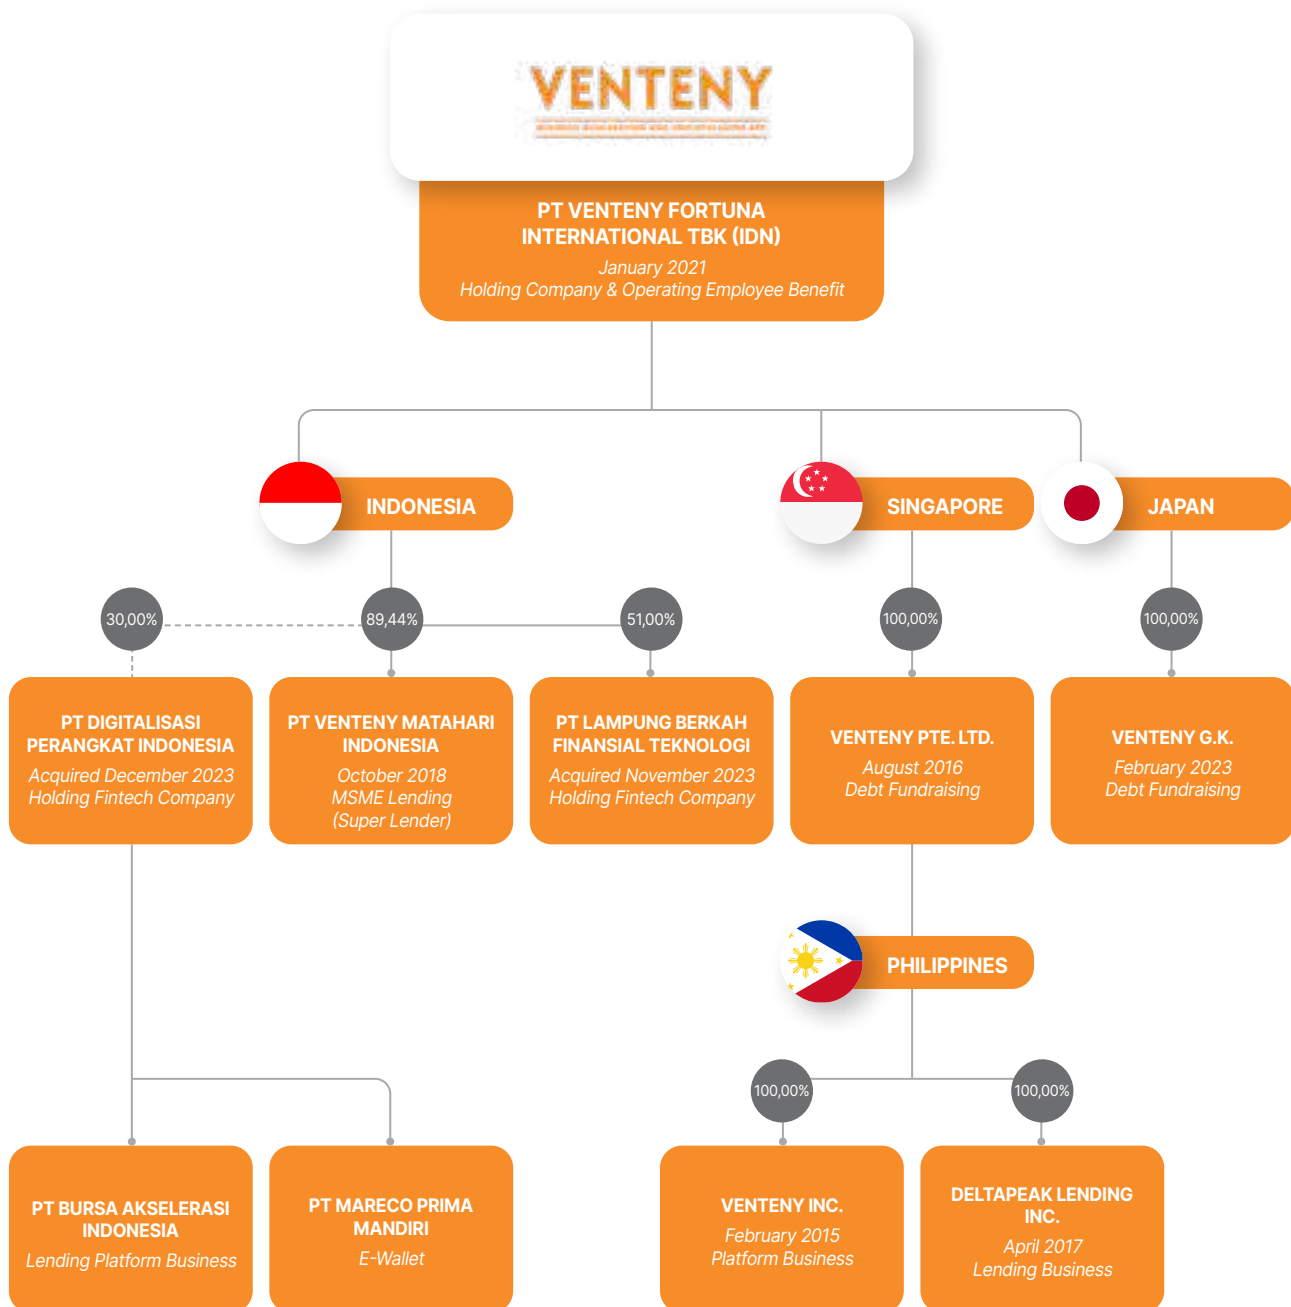 VENTENY
PT VENTENY FORTUNA
INTERNATIONAL TBK (IDN)
January 2021
Holding Company & Operating Employee Benefit
INDONESIA
SINGAPORE
JAPAN
30,00%
89,44%
51,00%
100,00%
100,00%
PT DIGITALISASI
PERANGKAT INDONESIA
Acquired December 2023
Holding Fintech Company
PT VENTENY MATAHARI
INDONESIA
October 2018
MSME Lending
(Super Lender)
PT LAMPUNG BERKAH
FINANSIAL TEKNOLOGI
Acquired November 2023
Holding Fintech Company
VENTENY PTE. LTD.
August 2016
Debt Fundraising
VENTENY G.K.
February 2023
Debt Fundraising
PHILIPPINES
100,00%
100,00%
PT BURSA AKSELERASI
INDONESIA
Lending Platform Business
PT MARECO PRIMA
MANDIRI
E-Wallet
VENTENY INC.
February 2015
Platform Business
DELTAPEAK LENDING
INC.
April 2017
Lending Business